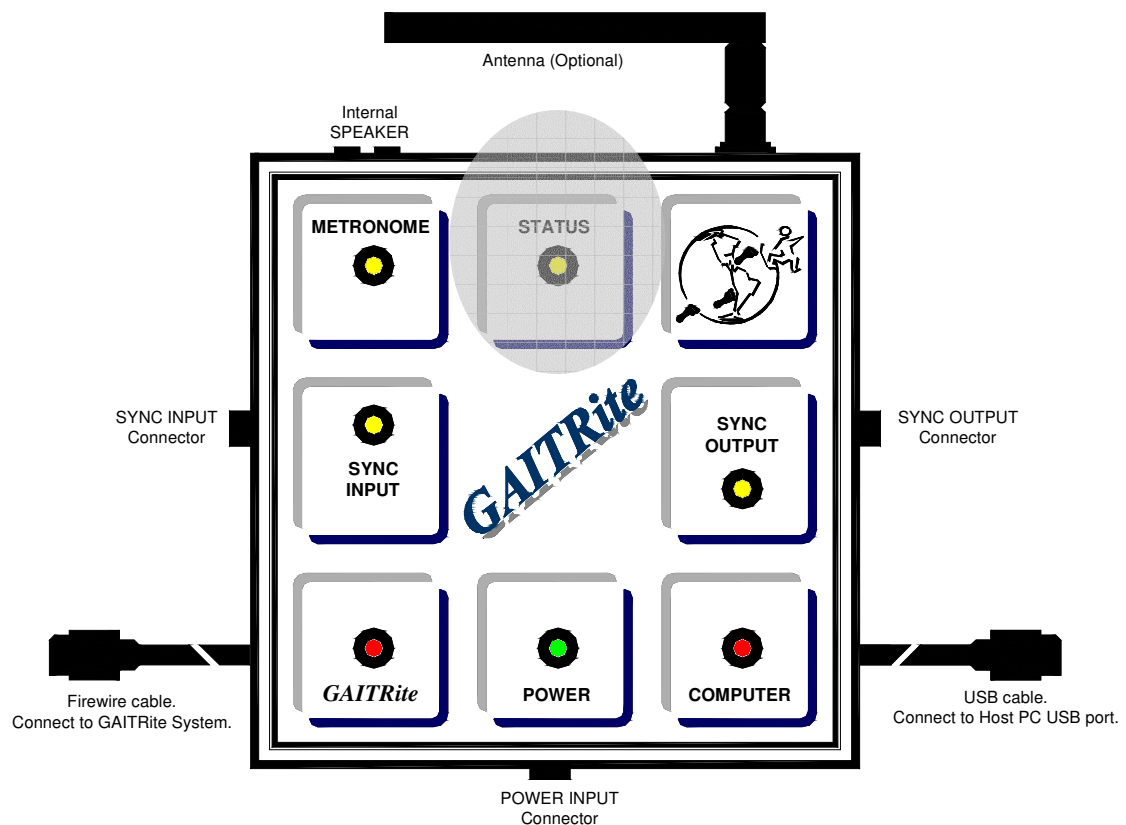 Antenna (Optional)
Internal
SPEAKER
METRONOME
STATUS
SYNC INPUT
Connector
SYNC
INPUT
GAITRite
SYNC
OUTPUT
SYNC OUTPUT
Connector
GAITRite
POWER
COMPUTER
Firewire cable.
Connect to GAITRite System.
USB cable.
Connect to Host PC USB port.
POWER INPUT
Connector